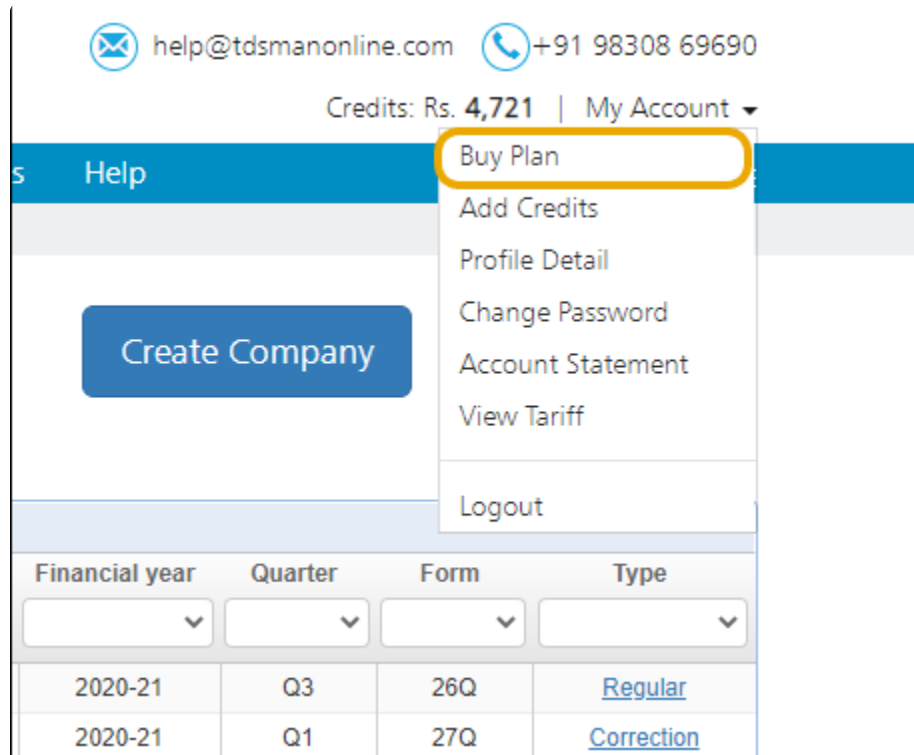 help@tdsmanonline.com +91 98308 69690
Credits: Rs. 4,721 | My Account
s Help
Buy Plan
Add Credits
Profile Detail
Change Password
Account Statement
View Tariff
Logout
Create Company
Financial year Quarter Form Type
2020-21 Q3 26Q Regular
2020-21 Q1 27Q Correction